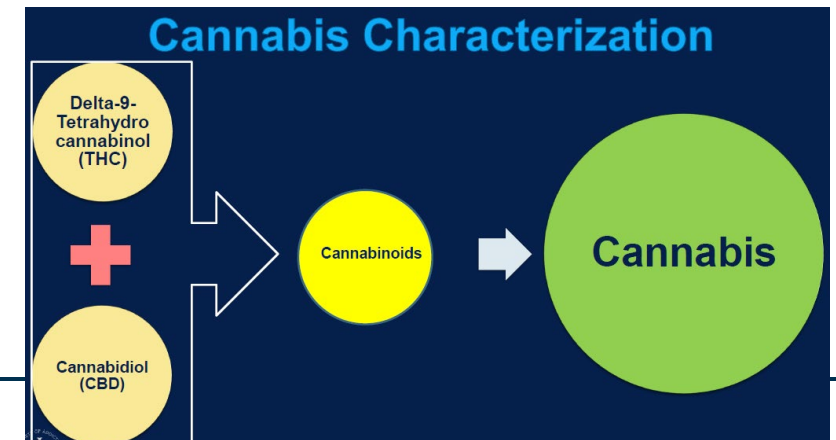 Cannabis Characterization
Delta-9-
Tetrahydro
cannabinol
(THC)
Cannabinoids
Cannabis
Cannabidiol
(CBD)